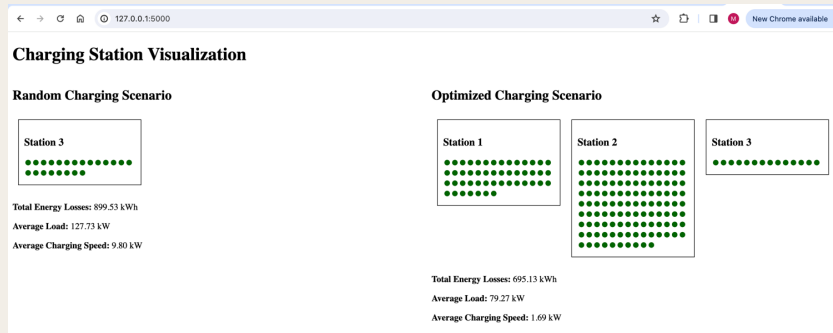 127.0.0.1:5000
M
New Chrome available
Charging Station Visualization
Random Charging Scenario
Station 3
Total Energy Losses: 899.53 kWh
Average Load: 127.73 kW
Average Charging Speed: 9.80 kW
Optimized Charging Scenario
Station 1
Station 2
Station 3
Total Energy Losses: 695.13 kWh
Average Load: 79.27 kW
Average Charging Speed: 1.69 kW